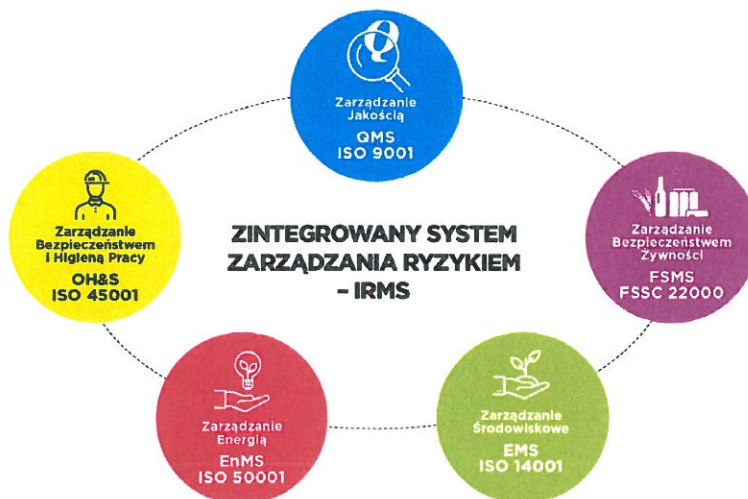 Q
Zarządzanie
Jakością
QMS
ISO 9001
Zarządzanie
Bezpieczeństwem
i Higieną Pracy
OH&S
ISO 45001
ZINTEGROWANY SYSTEM
ZARZĄDZANIA RYZYKIEM
– IRMS
Zarządzanie
Bezpieczeństwem
Żywności
FSMS
FSSC 22000
Zarządzanie
Energią
EnMS
ISO 50001
Zarządzanie
Środowiskowe
EMS
ISO 14001